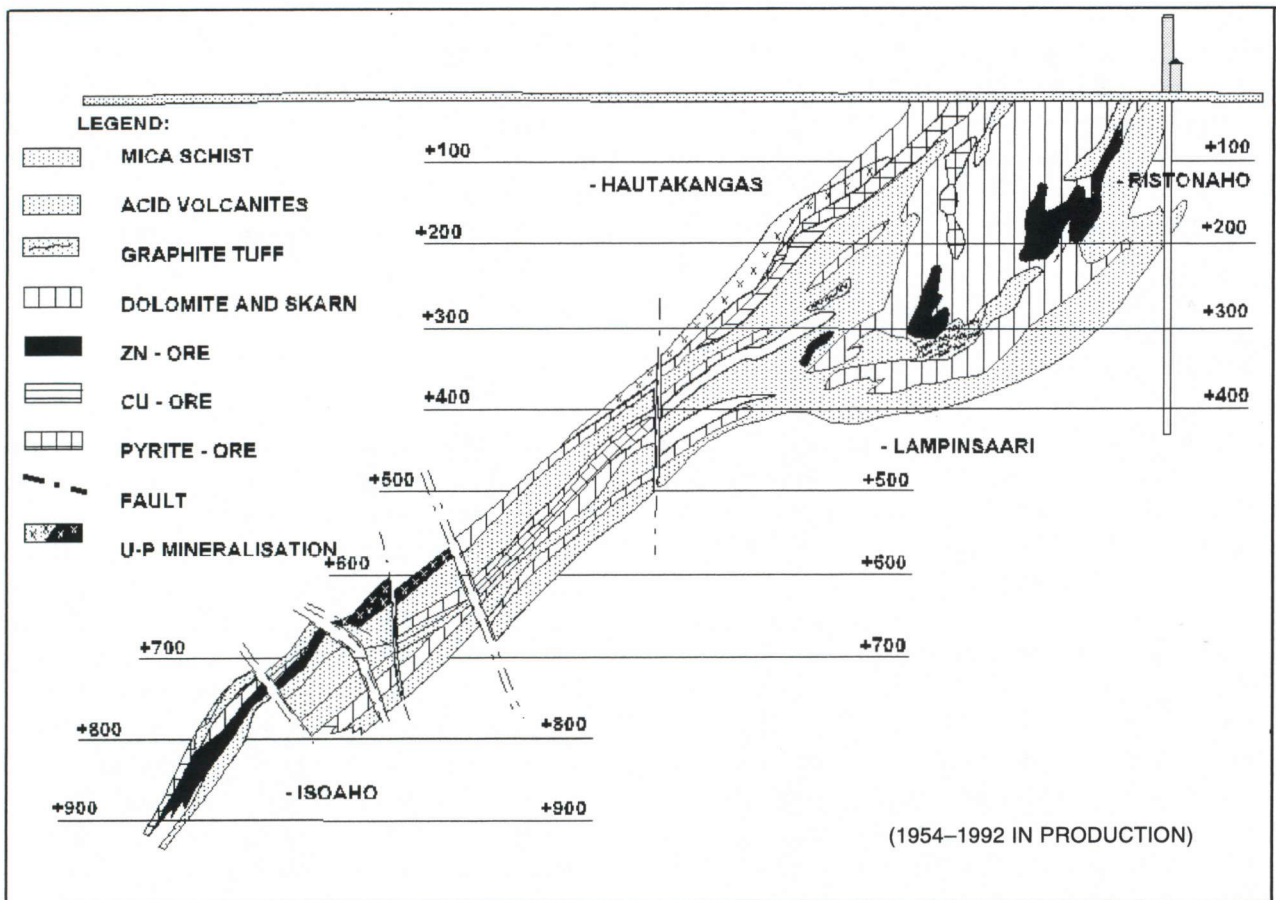 LEGEND:
MICA SCHIST
ACID VOLCANITES
GRAPHITE TUFF
DOLOMITE AND SKARN
ZN - ORE
CU - ORE
PYRITE - ORE
FAULT
U-P MINERALISATION
+100
+100
- HAUTAKANGAS
- RISTONAHO
+200
+200
+300
+300
+400
+400
- LAMPINSAARI
+500
+500
+600
+600
+700
+700
+800
+800
- ISOAHO
+900
+900
(1954–1992 IN PRODUCTION)